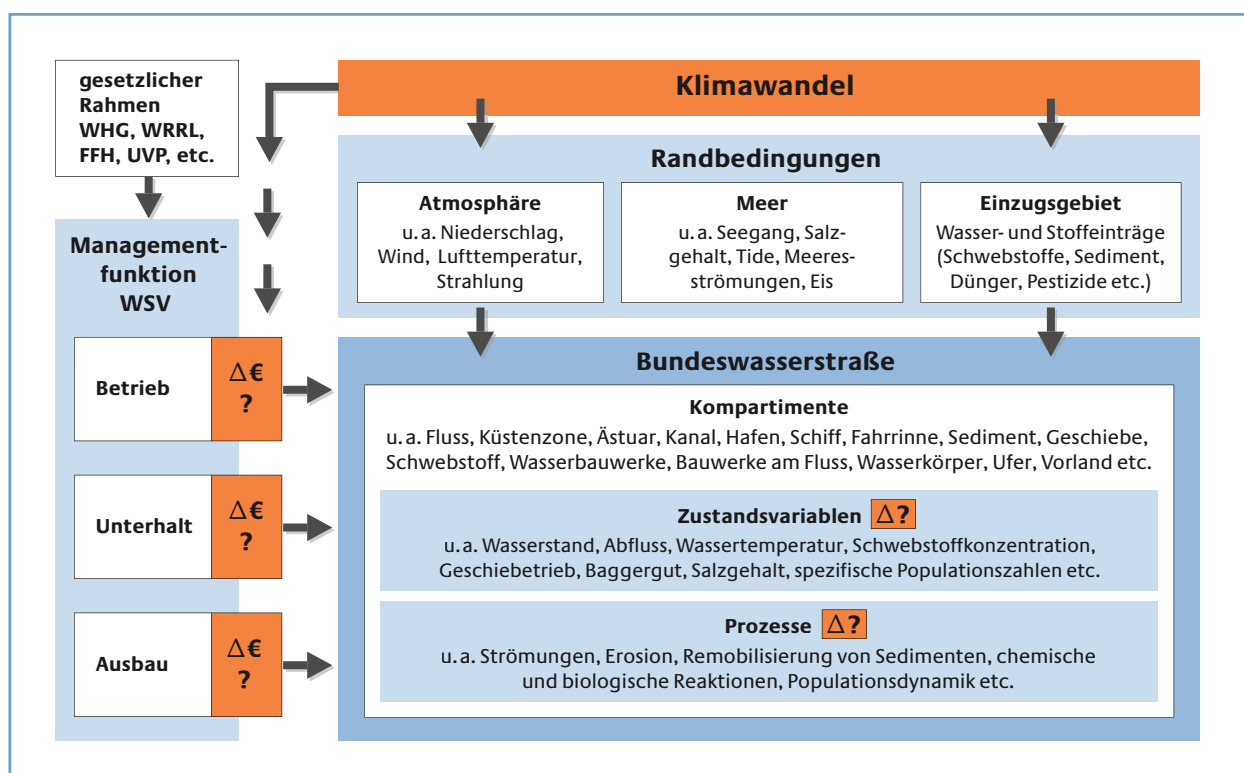 gesetzlicher
Rahmen
WHG, WRRL,
FFH, UVP, etc.
Klimawandel
Randbedingungen
Atmosphäre
u. a. Niederschlag,
Wind, Lufttemperatur,
Strahlung
Meer
u. a. Seegang, Salz-
gehalt, Tide, Meeres-
strömungen, Eis
Einzugsgebiet
Wasser- und Stoffeinträge
(Schwebstoffe, Sediment,
Dünger, Pestizide etc.)
Management-
funktion
WSV
Betrieb
Δ€
?
Unterhalt
Δ€
?
Ausbau
Δ€
?
Bundeswasserstraße
Kompartimente
u. a. Fluss, Küstenzone, Ästuar, Kanal, Hafen, Schiff, Fahrrinne, Sediment, Geschiebe,
Schwebstoff, Wasserbauwerke, Bauwerke am Fluss, Wasserkörper, Ufer, Vorland etc.
Zustandsvariablen Δ?
u. a. Wasserstand, Abfluss, Wassertemperatur, Schwebstoffkonzentration,
Geschiebetrieb, Baggergut, Salzgehalt, spezifische Populationszahlen etc.
Prozesse Δ?
u. a. Strömungen, Erosion, Remobilisierung von Sedimenten, chemische
und biologische Reaktionen, Populationsdynamik etc.